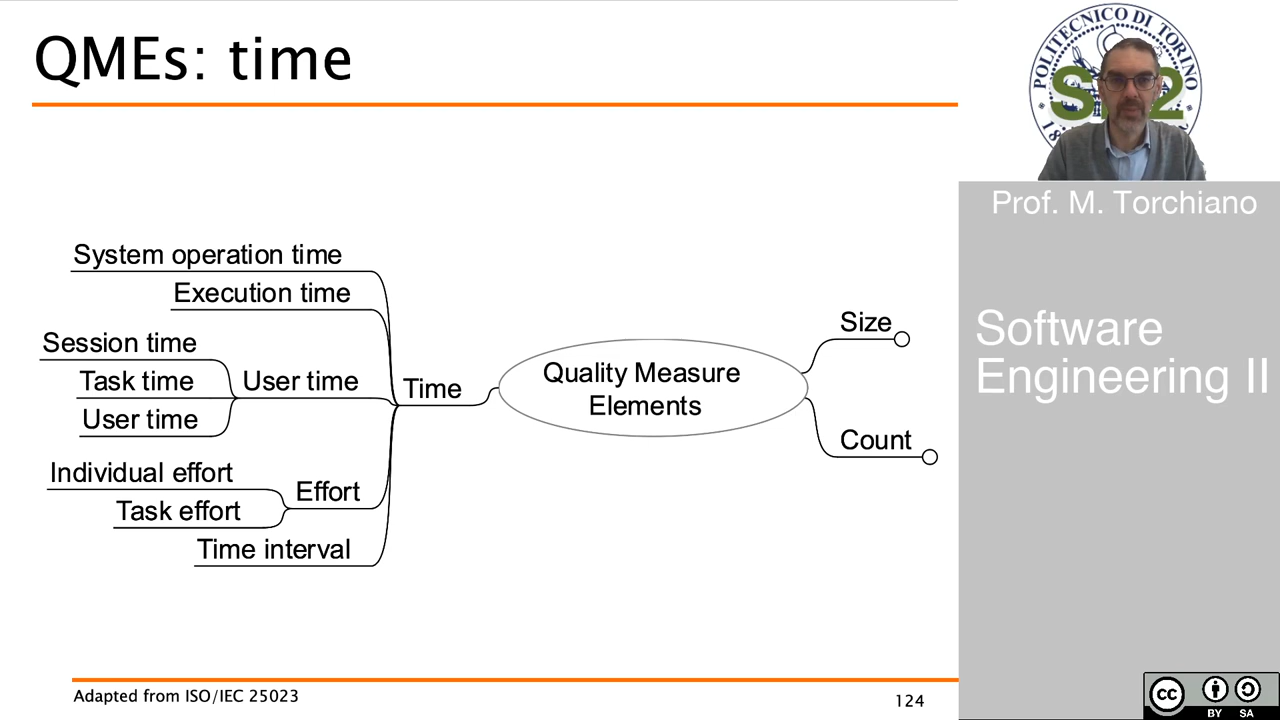 QMEs: time
System operation time
Execution time
Session time
Task time
User time
User time
Individual effort
Task effort
Effort
Time interval
Time
Quality Measure
Elements
Size
Count
Adapted from ISO/IEC 25023
124
POLITECNICO DI TORINO
Prof. M. Torchiano
Software
Engineering II
cc
BY SA